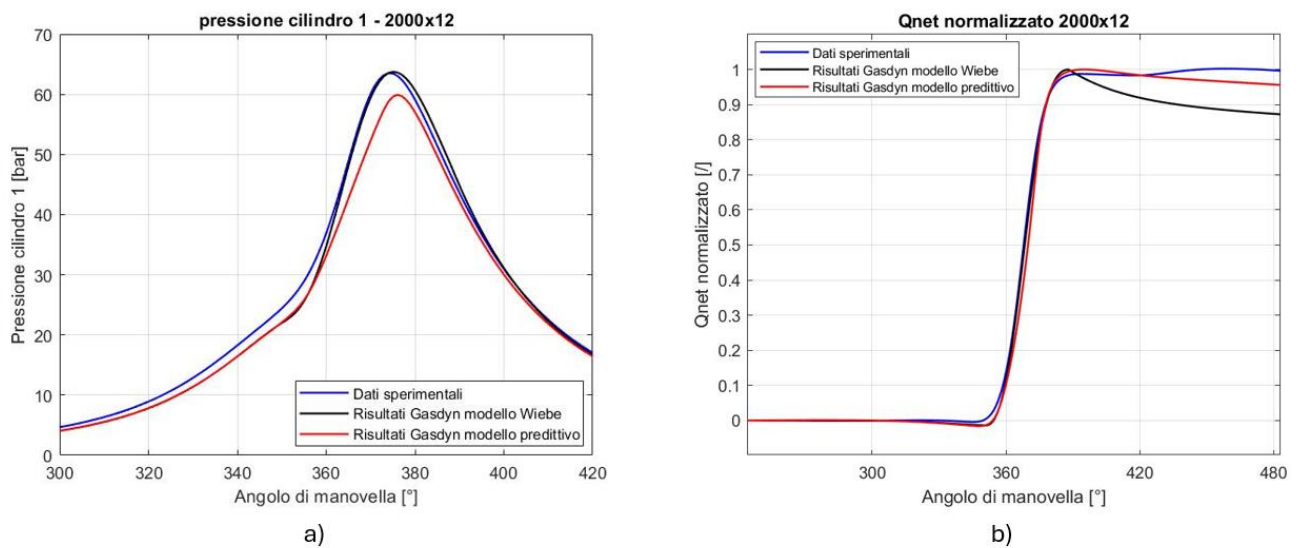 pressione cilindro 1 - 2000x12
Pressione cilindro 1 [bar]
70
60
50
40
30
20
10
0
Dati sperimentali
Risultati Gasdyn modello Wiebe
Risultati Gasdyn modello predittivo
300 320 340 360 380 400 420
Angolo di manovella [°]
a)
Qnet normalizzato 2000x12
Qnet normalizzato [/]
Dati sperimentali
Risultati Gasdyn modello Wiebe
Risultati Gasdyn modello predittivo
1
0.9
0.8
0.7
0.6
0.5
0.4
0.3
0.2
0.1
0
300 360 420 480
Angolo di manovella [°]
b)